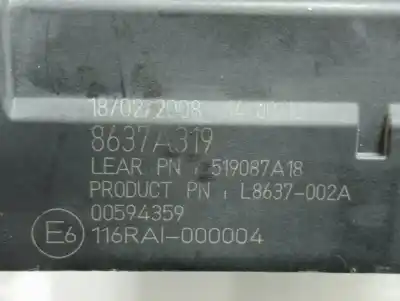 18/02/2008
8637A319
LEAR PN : 519087A18
PRODUCT PN : L8637-002A
00594359
E6 116RAI-000004